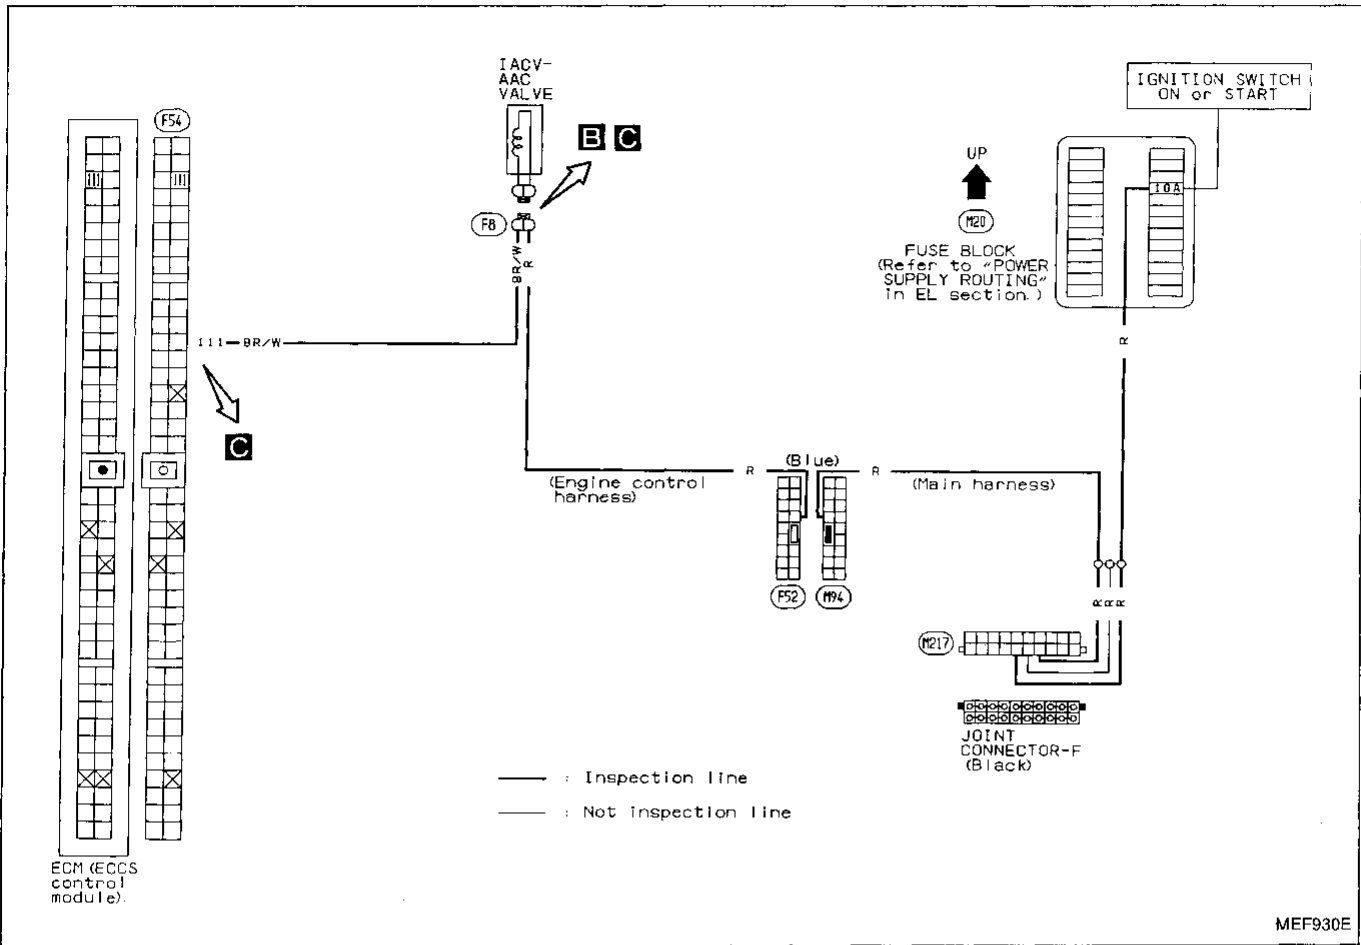 IACV-
AAC
VALVE
IGNITION SWITCH
ON or START
F54
B C
UP
10A
F8
M20
BR/W
R
FUSE BLOCK
(Refer to "POWER
SUPPLY ROUTING"
in EL section.)
111
111
111 BR/W
R
C
(Blue)
R
R
(Engine control
harness)
(Main harness)
F52
M94
R R R
M217
JOINT
CONNECTOR-F
(Black)
: Inspection line
: Not inspection line
ECM (ECCS
control
module).
MEF930E